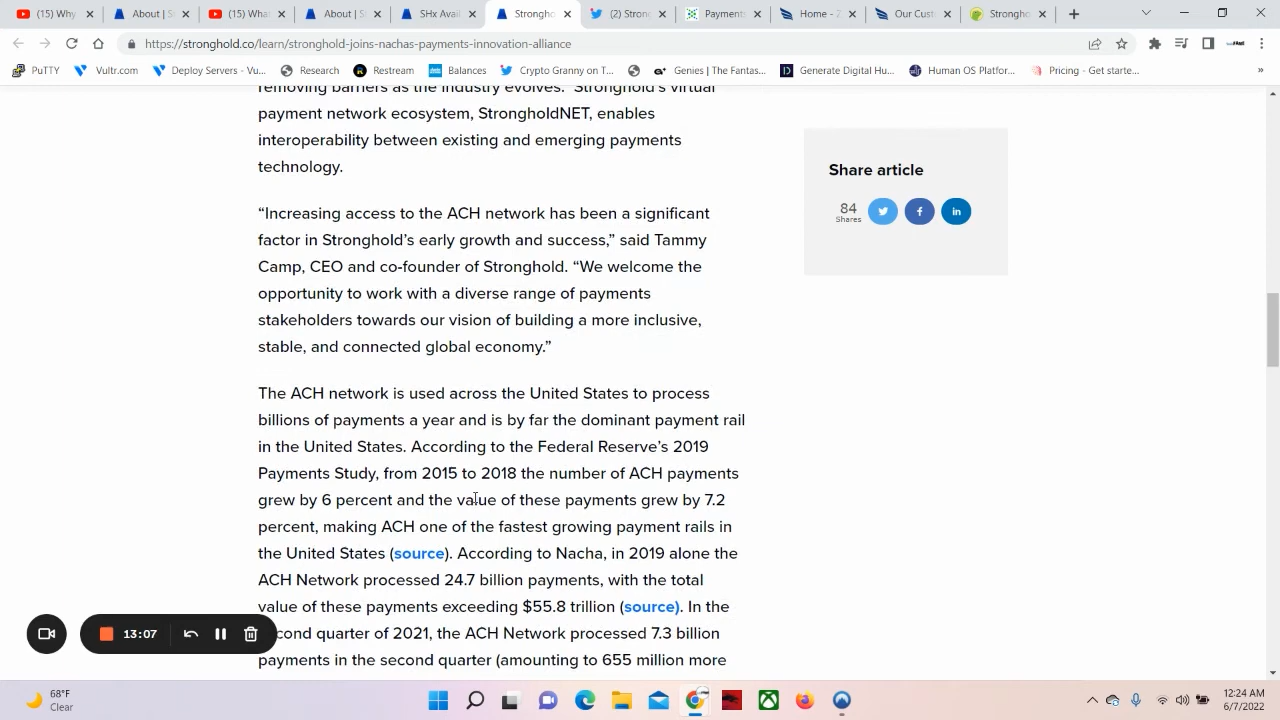 (15) Why
About | S
(15) Wha
About | S
SHx Avai
Strongho
(2) Stron
Payments
Home - Z
Our Cust
Strongho
https://stronghold.co/learn/stronghold-joins-nachas-payments-innovation-alliance
PuTTY
Vultr.com
Deploy Servers - Vu...
Research
Restream
Balances
Crypto Granny on T...
Genies | The Fantas...
Generate Digital Hu...
Human OS Platfor...
Pricing - Get starte...
»
removing barriers as the industry evolves.” Stronghold’s virtual
payment network ecosystem, StrongholdNET, enables
interoperability between existing and emerging payments
technology.
“Increasing access to the ACH network has been a significant
factor in Stronghold’s early growth and success,” said Tammy
Camp, CEO and co-founder of Stronghold. “We welcome the
opportunity to work with a diverse range of payments
stakeholders towards our vision of building a more inclusive,
stable, and connected global economy.”
The ACH network is used across the United States to process
billions of payments a year and is by far the dominant payment rail
in the United States. According to the Federal Reserve’s 2019
Payments Study, from 2015 to 2018 the number of ACH payments
grew by 6 percent and the value of these payments grew by 7.2
percent, making ACH one of the fastest growing payment rails in
the United States (source). According to Nacha, in 2019 alone the
ACH Network processed 24.7 billion payments, with the total
value of these payments exceeding $55.8 trillion (source). In the
cond quarter of 2021, the ACH Network processed 7.3 billion
payments in the second quarter (amounting to 655 million more
Share article
84
Shares
13:07
68°F
Clear
12:24 AM
6/7/2022